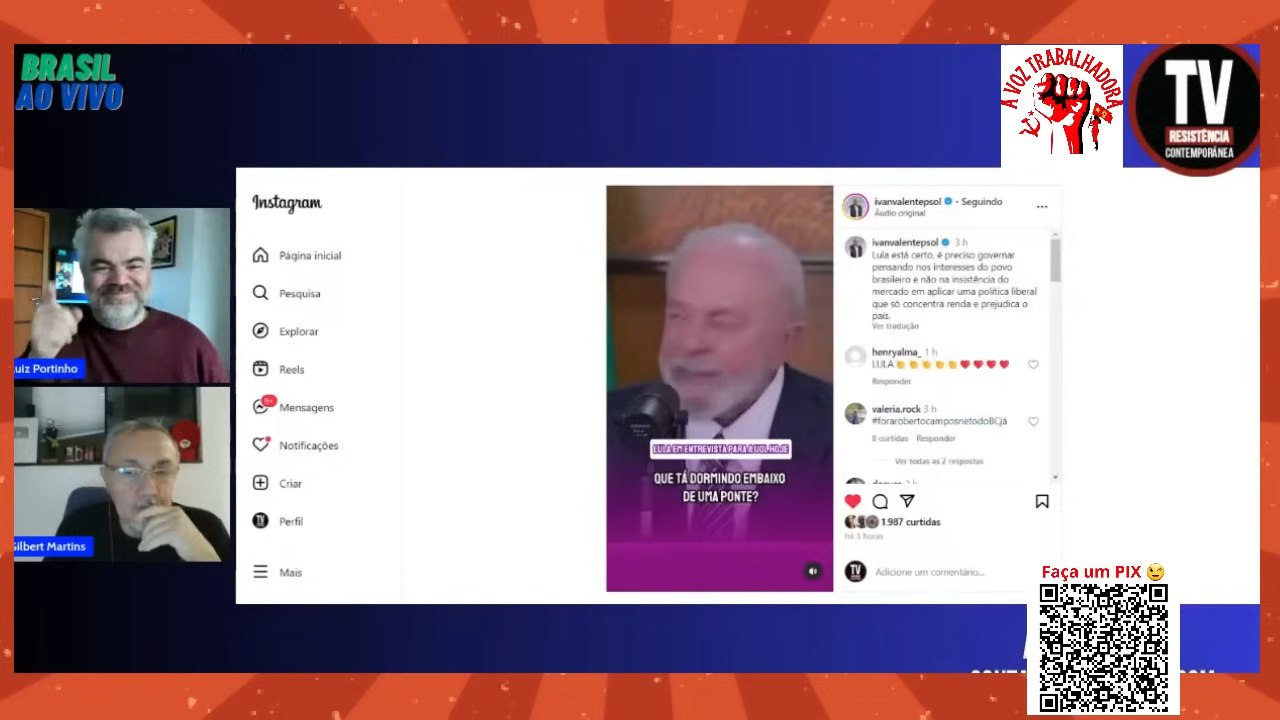 BRASIL
AO VIVO
A VOZ TRABALHADORA
TV
RESISTÊNCIA
CONTEMPORÂNEA
uiz Portinho
Gilbert Martins
Instagram
Página inicial
Pesquisa
Explorar
Reels
9+
Mensagens
Notificações
Criar
TV
Perfil
Mais
LULA EM ENTREVISTA PARA A UOL HOJE
QUE TÁ DORMINDO EMBAIXO
DE UMA PONTE?
ivanvalentepsol - Seguindo
Áudio original
ivanvalentepsol 3 h
Lula está certo, é preciso governar
pensando nos interesses do povo
brasileiro e não na insistência do
mercado em aplicar uma política liberal
que só concentra renda e prejudica o
país.
Ver tradução
henryalma_ 1 h
LULA 👏👏👏👏👏❤️❤️❤️❤️
Responder
valeria.rock 3 h
#forarobertocamposnetodoBCjá
8 curtidas Responder
Ver todas as 2 respostas
1.987 curtidas
há 3 horas
TV
Adicione um comentário...
Faça um PIX 😉